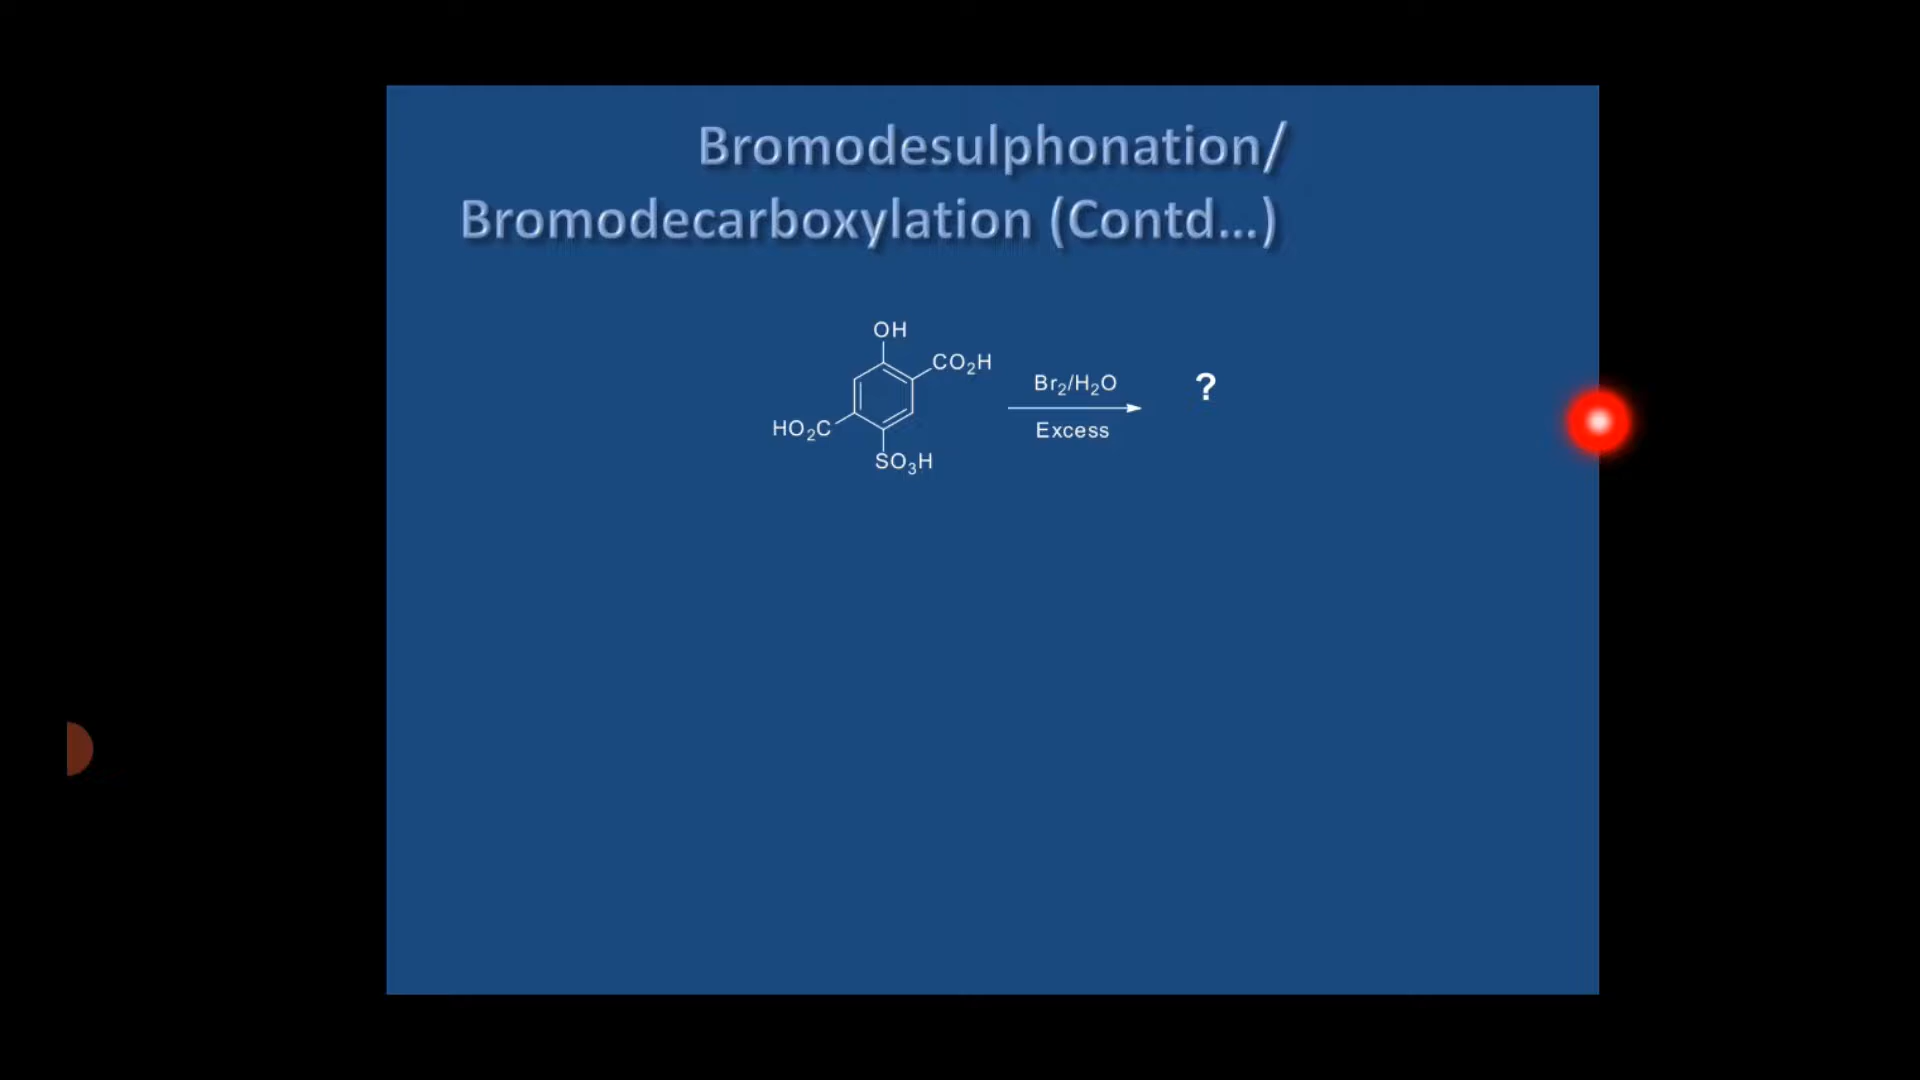 Bromodesulphonation/
Bromodecarboxylation (Contd...)
OH
CO₂H
Br₂/H₂O
?
HO₂C
Excess
SO₃H